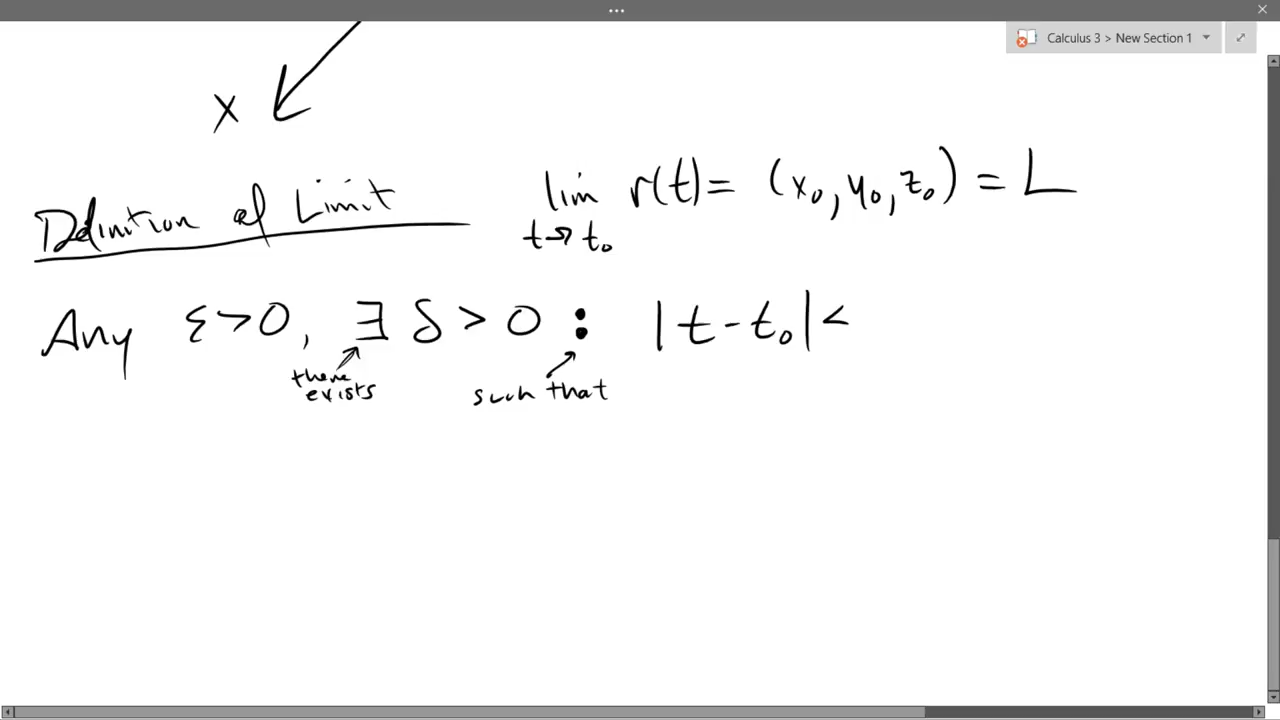 Calculus 3 > New Section 1
x
Definition of Limit
lim r(t) = (x₀, y₀, z₀) = L
t→t₀
Any ε>0, ∃ δ > 0 : |t - t₀| <
there exists
such that